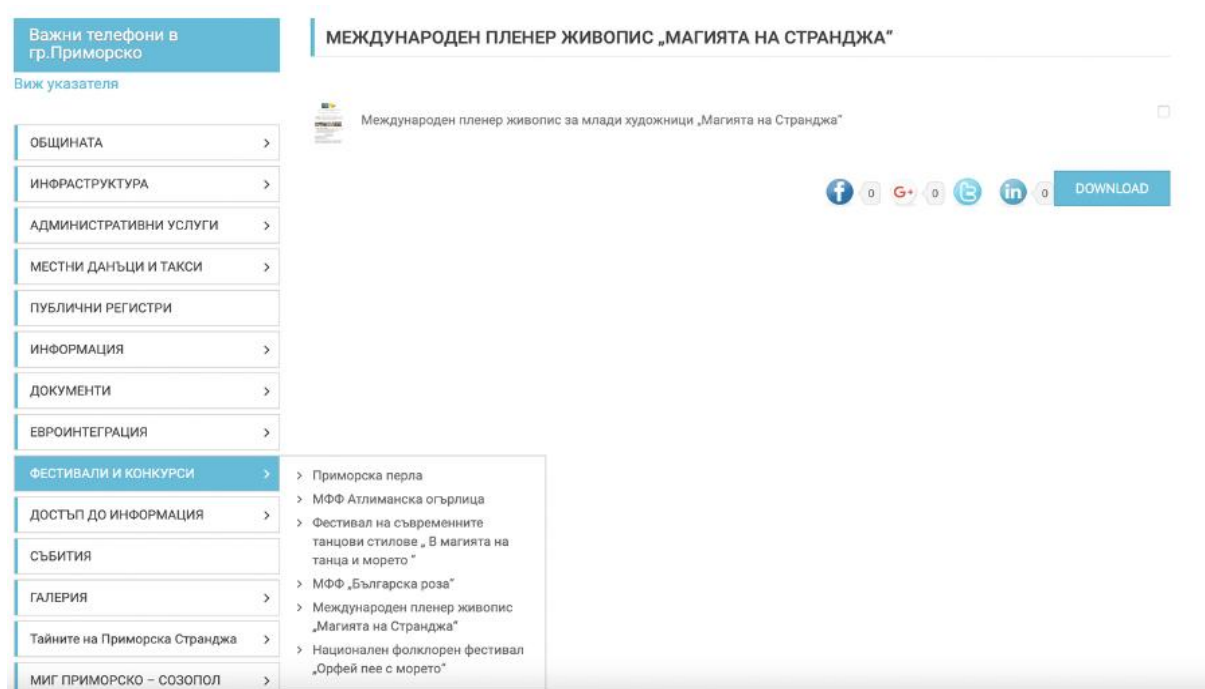 Важни телефони в
гр.Приморско
Виж указателя
ОБЩИНАТА
ИНФРАСТРУКТУРА
АДМИНИСТРАТИВНИ УСЛУГИ
МЕСТНИ ДАНЪЦИ И ТАКСИ
ПУБЛИЧНИ РЕГИСТРИ
ИНФОРМАЦИЯ
ДОКУМЕНТИ
ЕВРОИНТЕГРАЦИЯ
ФЕСТИВАЛИ И КОНКУРСИ
ДОСТЪП ДО ИНФОРМАЦИЯ
СЪБИТИЯ
ГАЛЕРИЯ
Тайните на Приморска Странджа
МИГ ПРИМОРСКО – СОЗОПОЛ
Приморска перла
МФФ Атлиманска огърлица
Фестивал на съвременните
танцови стилове „ В магията на
танца и морето “
МФФ „Българска роза“
Международен пленер живопис
„Магията на Странджа“
Национален фолклорен фестивал
„Орфей пее с морето“
МЕЖДУНАРОДЕН ПЛЕНЕР ЖИВОПИС „МАГИЯТА НА СТРАНДЖА“
Международен пленер живопис за млади художници „Магията на Странджа“
f 0 G+ 0 in 0 DOWNLOAD